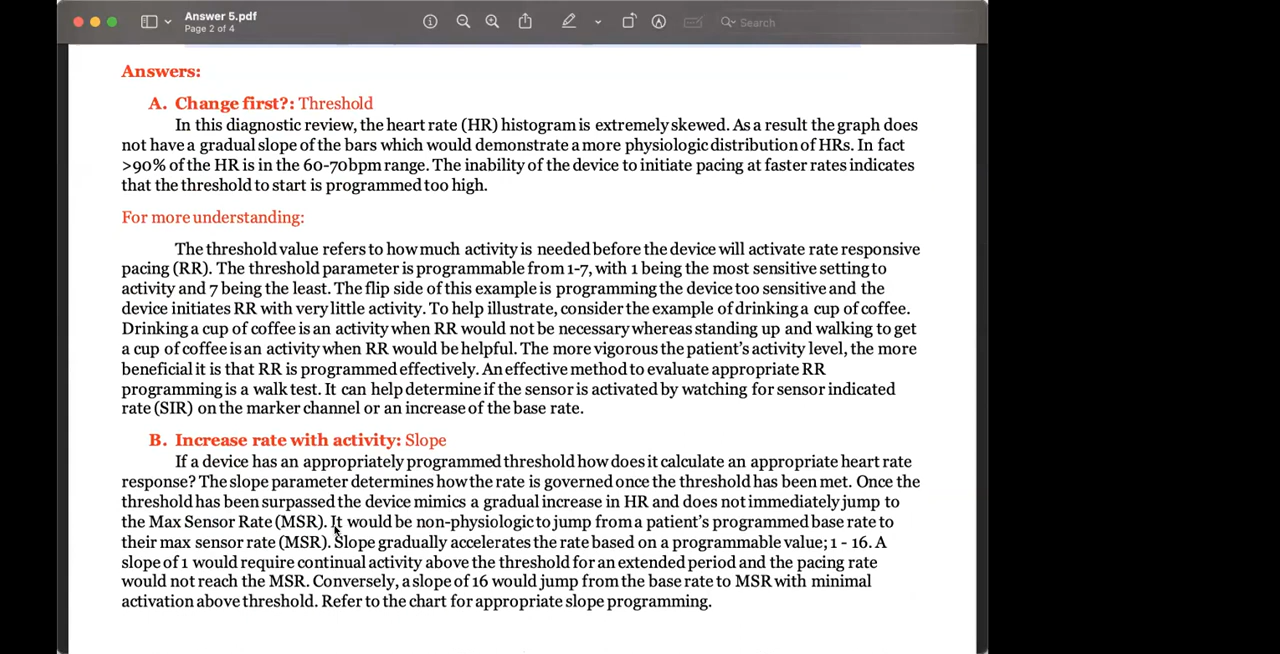 Answer 5.pdf
Page 2 of 4
Search
Answers:
A. Change first?: Threshold
In this diagnostic review, the heart rate (HR) histogram is extremely skewed. As a result the graph does
not have a gradual slope of the bars which would demonstrate a more physiologic distribution of HRs. In fact
>90% of the HR is in the 60-70bpm range. The inability of the device to initiate pacing at faster rates indicates
that the threshold to start is programmed too high.
For more understanding:
The threshold value refers to how much activity is needed before the device will activate rate responsive
pacing (RR). The threshold parameter is programmable from 1-7, with 1 being the most sensitive setting to
activity and 7 being the least. The flip side of this example is programming the device too sensitive and the
device initiates RR with very little activity. To help illustrate, consider the example of drinking a cup of coffee.
Drinking a cup of coffee is an activity when RR would not be necessary whereas standing up and walking to get
a cup of coffee is an activity when RR would be helpful. The more vigorous the patient's activity level, the more
beneficial it is that RR is programmed effectively. An effective method to evaluate appropriate RR
programming is a walk test. It can help determine if the sensor is activated by watching for sensor indicated
rate (SIR) on the marker channel or an increase of the base rate.
B. Increase rate with activity: Slope
If a device has an appropriately programmed threshold how does it calculate an appropriate heart rate
response? The slope parameter determines how the rate is governed once the threshold has been met. Once the
threshold has been surpassed the device mimics a gradual increase in HR and does not immediately jump to
the Max Sensor Rate (MSR). It would be non-physiologic to jump from a patient's programmed base rate to
their max sensor rate (MSR). Slope gradually accelerates the rate based on a programmable value; 1 - 16. A
slope of 1 would require continual activity above the threshold for an extended period and the pacing rate
would not reach the MSR. Conversely, a slope of 16 would jump from the base rate to MSR with minimal
activation above threshold. Refer to the chart for appropriate slope programming.